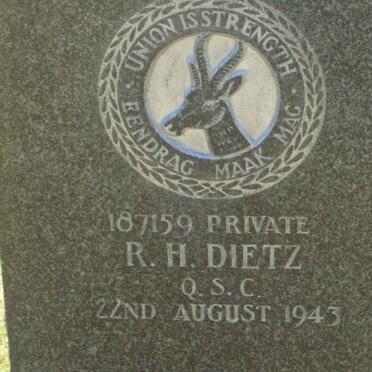 UNION IS STRENGTH
EENDRAG MAAK MAG
187159 PRIVATE
R. H. DIETZ
Q. S. C.
22ND AUGUST 1943